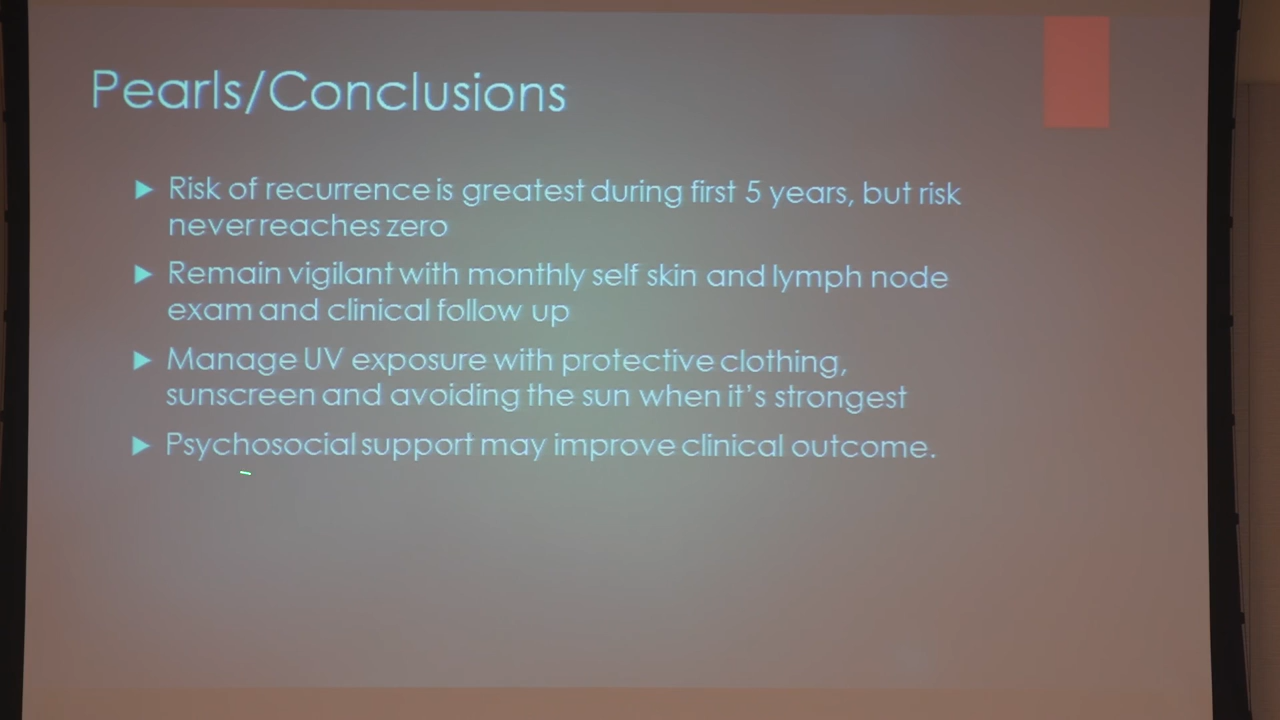 Pearls/Conclusions
Risk of recurrence is greatest during first 5 years, but risk
never reaches zero
Remain vigilant with monthly self skin and lymph node
exam and clinical follow up
Manage UV exposure with protective clothing,
sunscreen and avoiding the sun when it's strongest
Psychosocial support may improve clinical outcome.